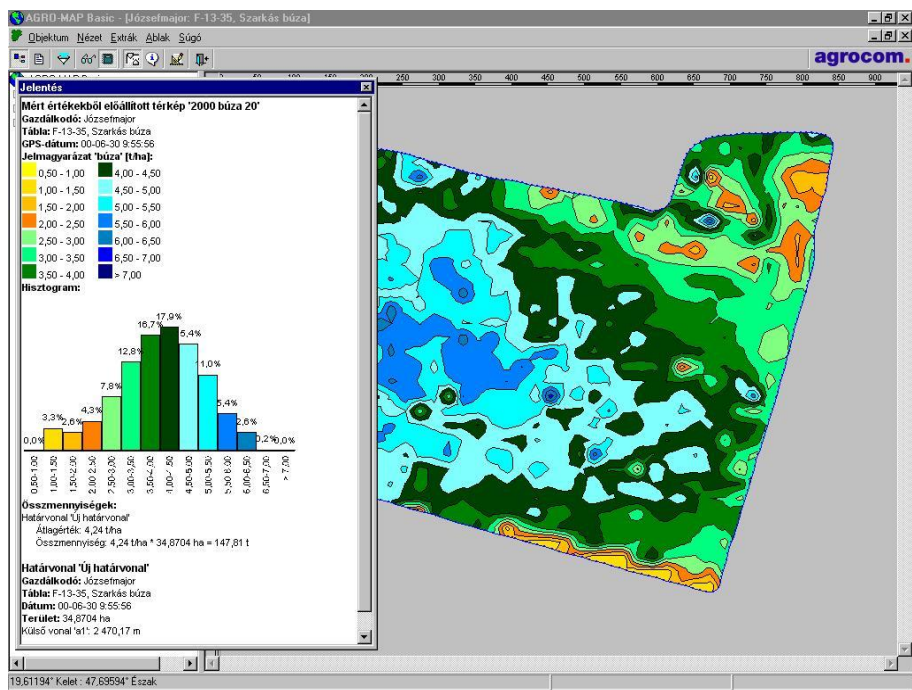 AGRO-MAP Basic - [Józsefmajor: F-13-35, Szarkás búza]
Objektum Nézet Extrák Ablak Súgó
agrocom.
250 300 350 400 450 500 550 600 650 700 750 800 850 900
Jelentés
Mért értékekből előállított térkép '2000 búza 20'
Gazdálkodó: Józsefmajor
Tábla: F-13-35, Szarkás búza
GPS-dátum: 00-06-30 9:55:56
Jelmagyarázat 'búza' [t/ha]:
0,50 - 1,00 4,00 - 4,50
1,00 - 1,50 4,50 - 5,00
1,50 - 2,00 5,00 - 5,50
2,00 - 2,50 5,50 - 6,00
2,50 - 3,00 6,00 - 6,50
3,00 - 3,50 6,50 - 7,00
3,50 - 4,00 > 7,00
Hisztogram:
0,0% 3,3% 2,6% 4,3% 7,8% 12,8% 16,7% 17,9% 5,4% 1,0% 5,4% 2,6% 0,2% 0,0%
0,50-1,00 1,00-1,50 1,50-2,00 2,00-2,50 2,50-3,00 3,00-3,50 3,50-4,00 4,00-4,50 4,50-5,00 5,00-5,50 5,50-6,00 6,00-6,50 6,50-7,00 > 7,00
Összmennyiségek:
Határvonal 'Új határvonal'
Átlagérték: 4,24 t/ha
Összmennyiség: 4,24 t/ha * 34,8704 ha = 147,81 t
Határvonal 'Új határvonal'
Gazdálkodó: Józsefmajor
Tábla: F-13-35, Szarkás búza
Dátum: 00-06-30 9:55:56
Terület: 34,8704 ha
Külső vonal 'a1': 2 470,17 m
19,61194° Kelet : 47,69594° Észak